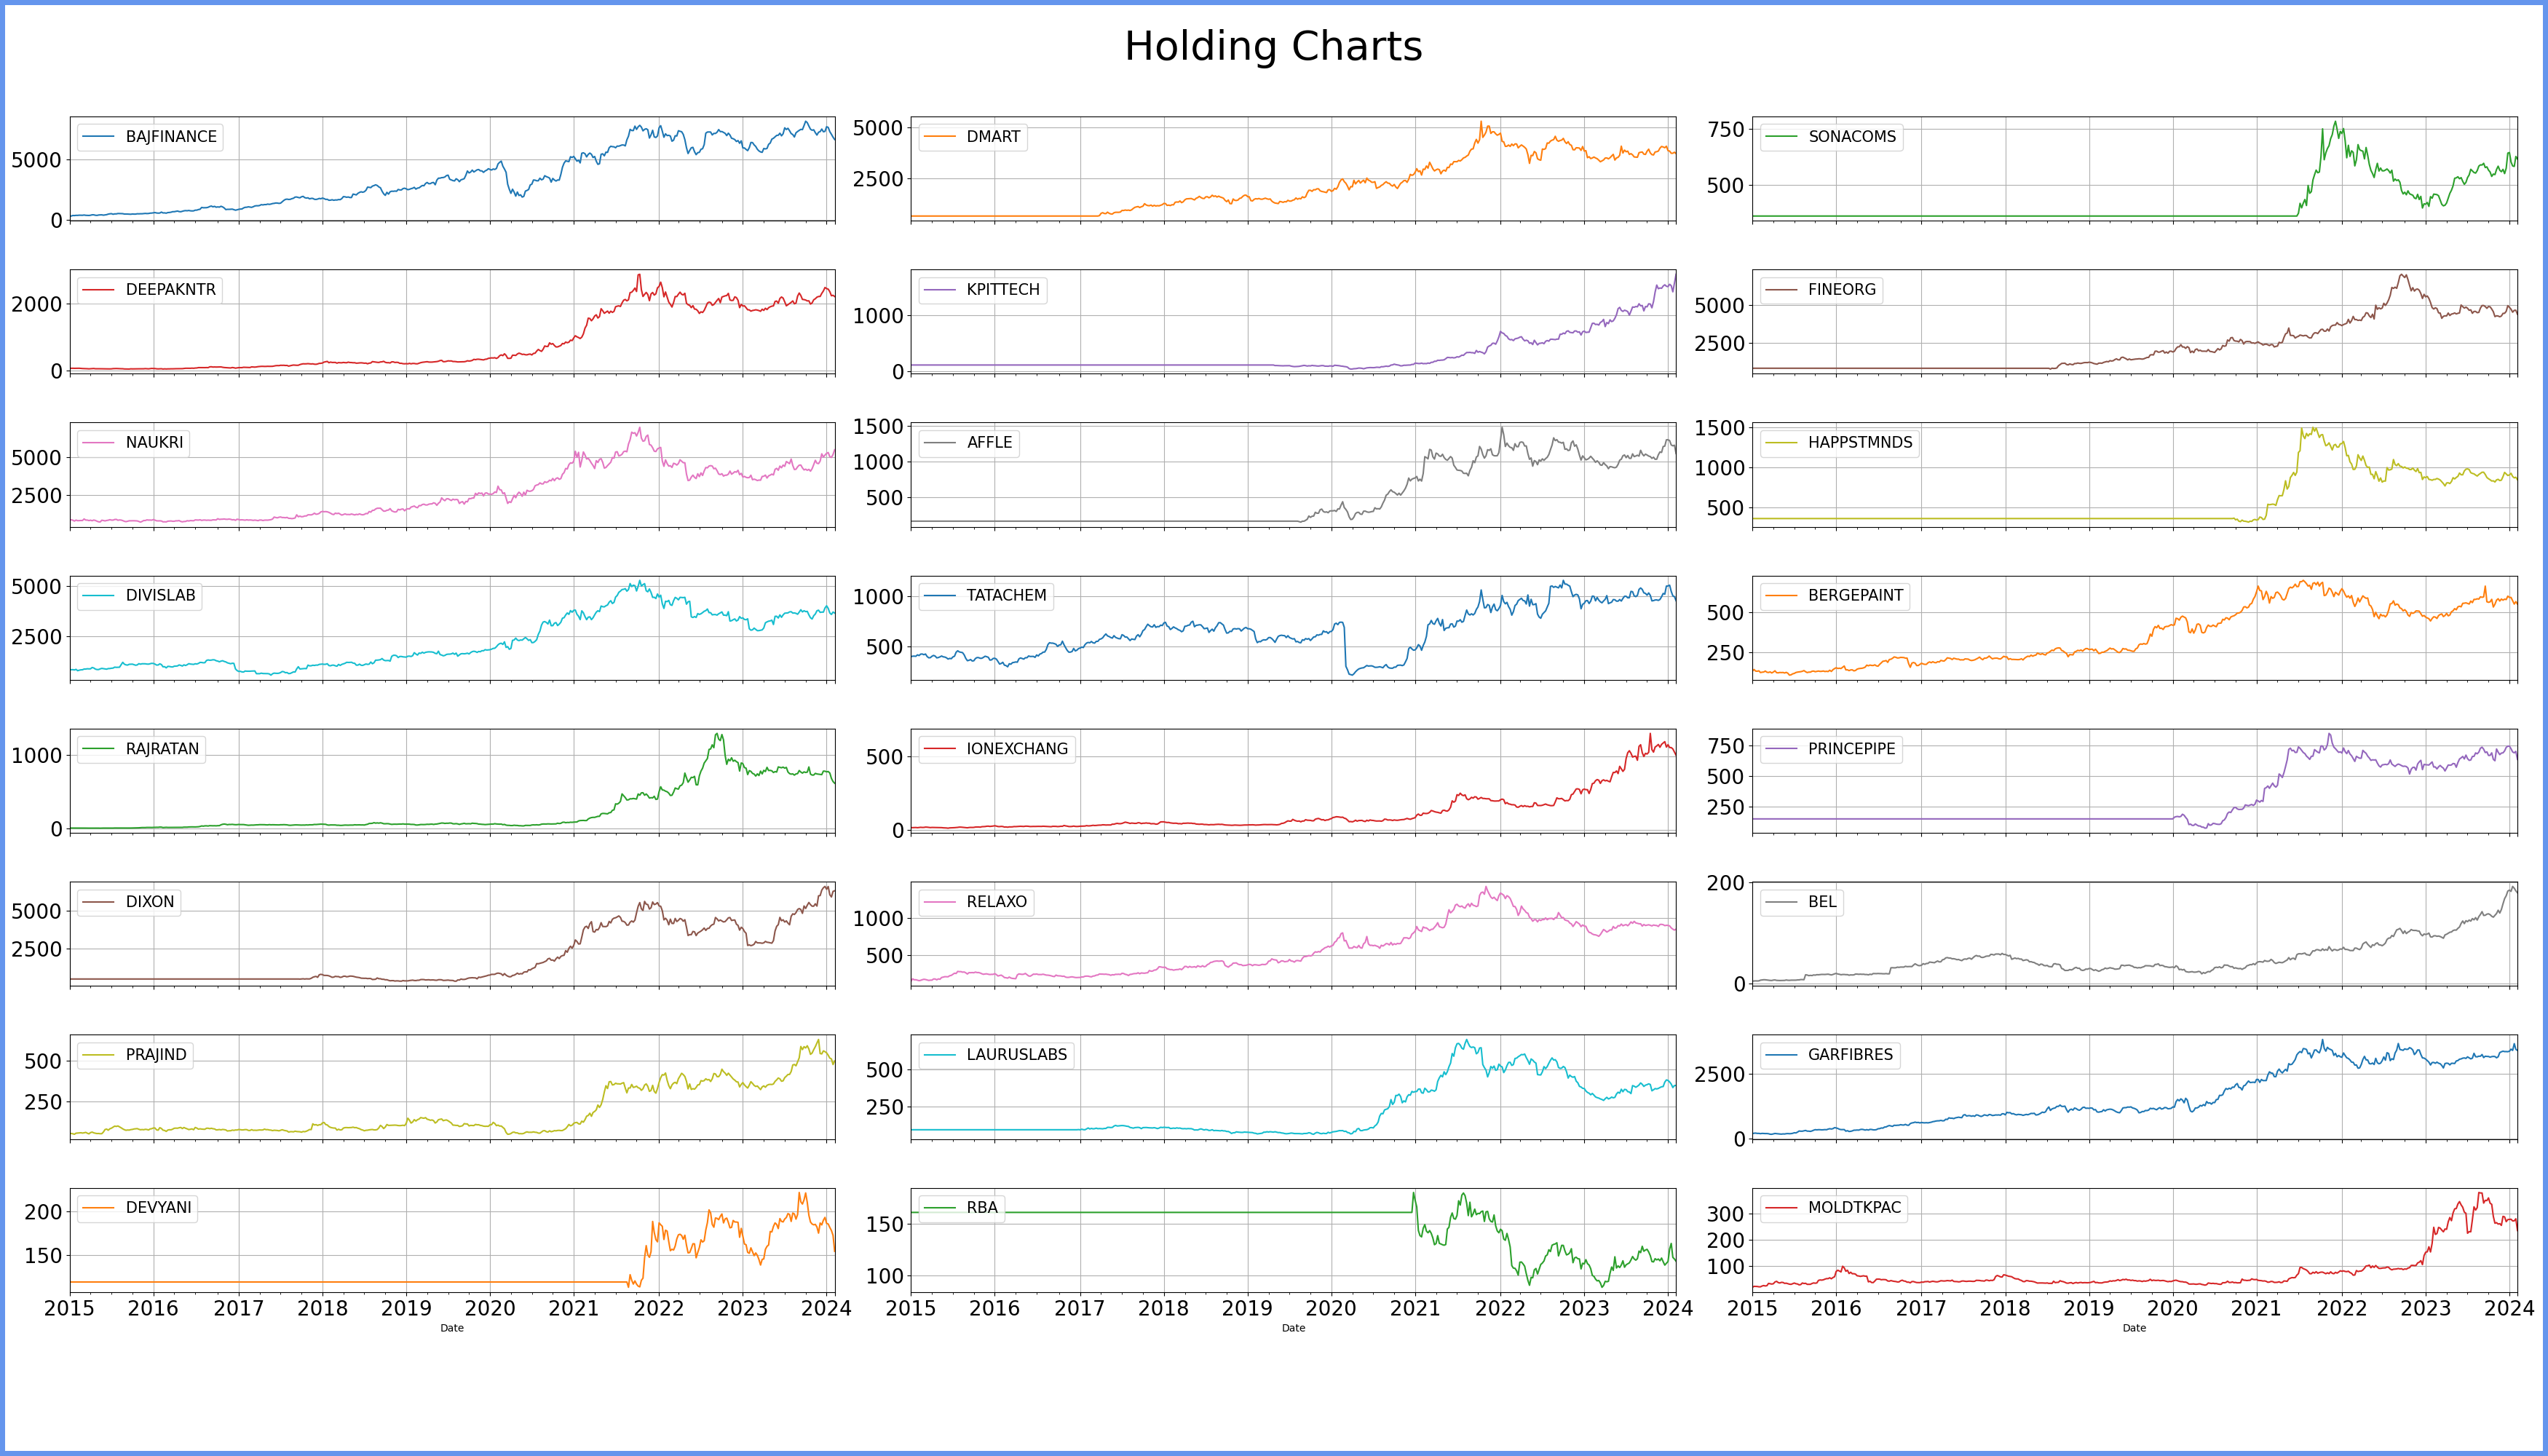 Holding Charts
BAJFINANCE
5000
0
DMART
5000
2500
SONACOMS
750
500
DEEPAKNTR
2000
0
KPITTECH
1000
0
FINEORG
5000
2500
NAUKRI
5000
2500
AFFLE
1500
1000
500
HAPPSTMNDS
1500
1000
500
DIVISLAB
5000
2500
TATACHEM
1000
500
BERGEPAINT
500
250
RAJRATAN
1000
0
IONEXCHANG
500
0
PRINCEPIPE
750
500
250
DIXON
5000
2500
RELAXO
1000
500
BEL
200
0
PRAJIND
500
250
LAURUSLABS
500
250
GARFIBRES
2500
0
DEVYANI
200
150
2015 2016 2017 2018 2019 2020 2021 2022 2023 2024
Date
RBA
150
100
2015 2016 2017 2018 2019 2020 2021 2022 2023 2024
Date
MOLDTKPAC
300
200
100
2015 2016 2017 2018 2019 2020 2021 2022 2023 2024
Date